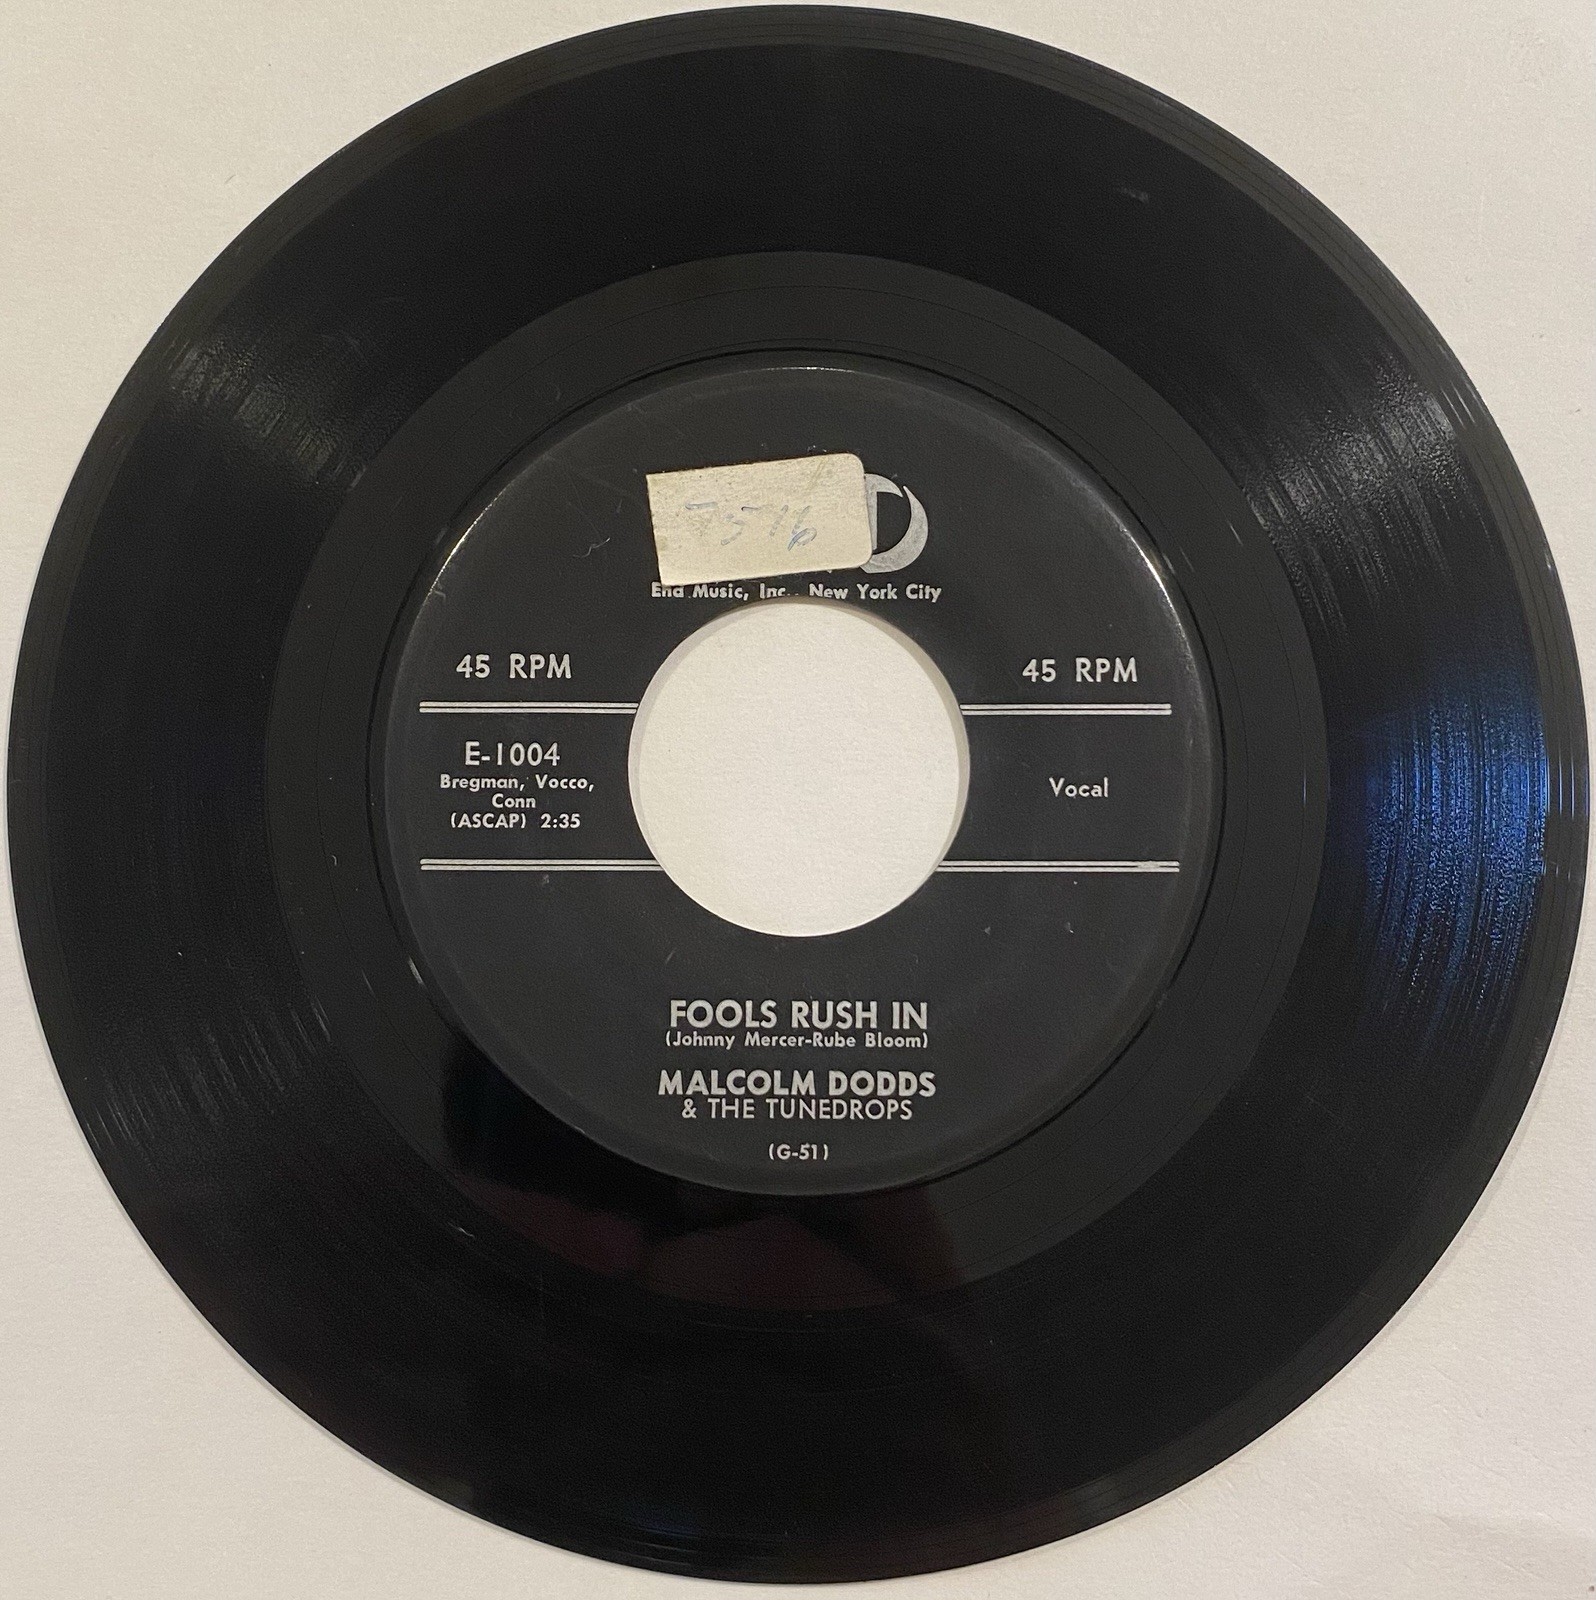 7516
D
End Music, Inc., New York City
45 RPM
45 RPM
E-1004
Bregman, Vocco,
Conn
(ASCAP) 2:35
Vocal
FOOLS RUSH IN
(Johnny Mercer-Rube Bloom)
MALCOLM DODDS
& THE TUNEDROPS
(G-51)